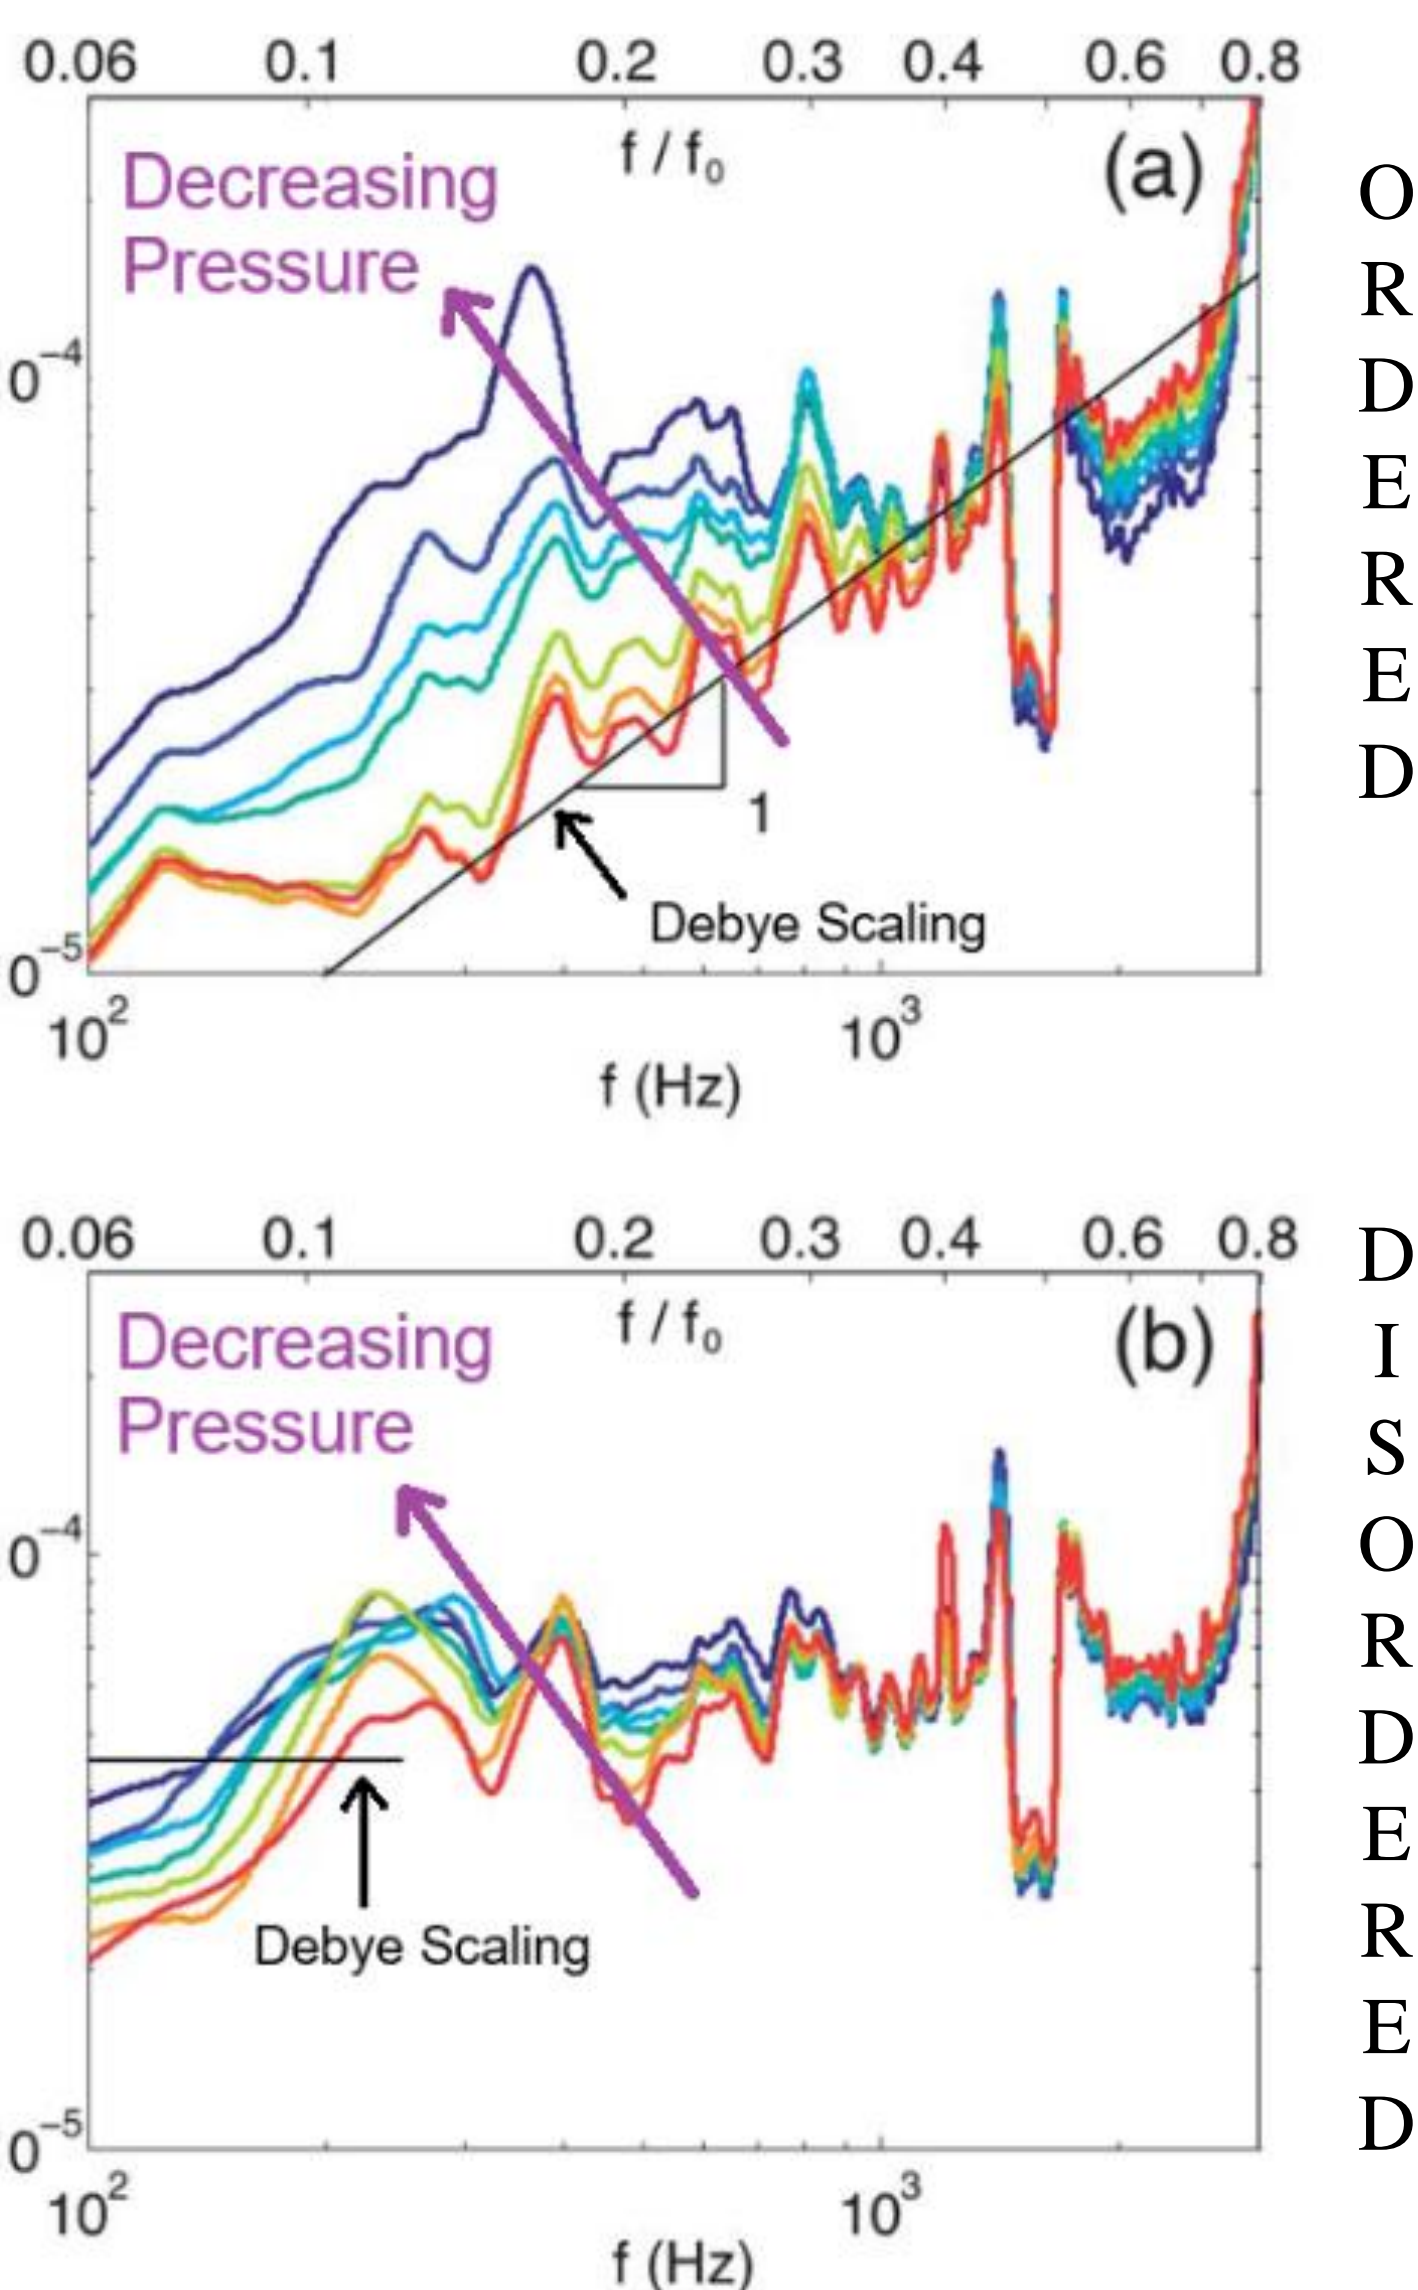 0.06 0.1 0.2 0.3 0.4 0.6 0.8
Decreasing
Pressure
f / f₀
(a)
0⁻⁴
1
Debye Scaling
0⁻⁵
10² 10³
f (Hz)
O
R
D
E
R
E
D
0.06 0.1 0.2 0.3 0.4 0.6 0.8
Decreasing
Pressure
f / f₀
(b)
0⁻⁴
Debye Scaling
0⁻⁵
10² 10³
f (Hz)
D
I
S
O
R
D
E
R
E
D